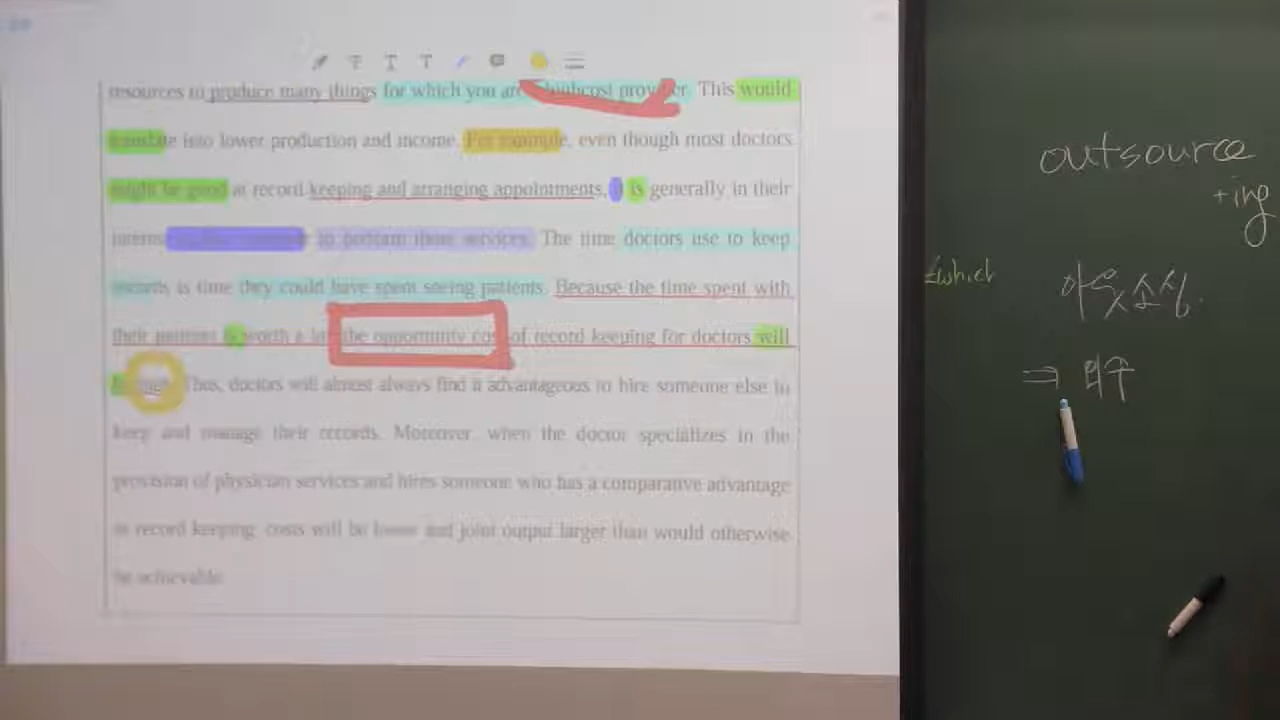 resources to produce many things for which you are a highcost provider. This would
translate into lower production and income. For example, even though most doctors
might be good at record keeping and arranging appointments, it is generally in their
interest to perform these services. The time doctors use to keep
records is time they could have spent seeing patients. Because the time spent with
their patients is worth a lot, the opportunity cost of record keeping for doctors will
be high. Thus, doctors will almost always find it advantageous to hire someone else to
keep and manage their records. Moreover, when the doctor specializes in the
provision of physician services and hires someone who has a comparative advantage
in record keeping, costs will be lower and joint output larger than would otherwise
be achievable.
outsource
+ing
which
아웃소싱.
⇒ 외주